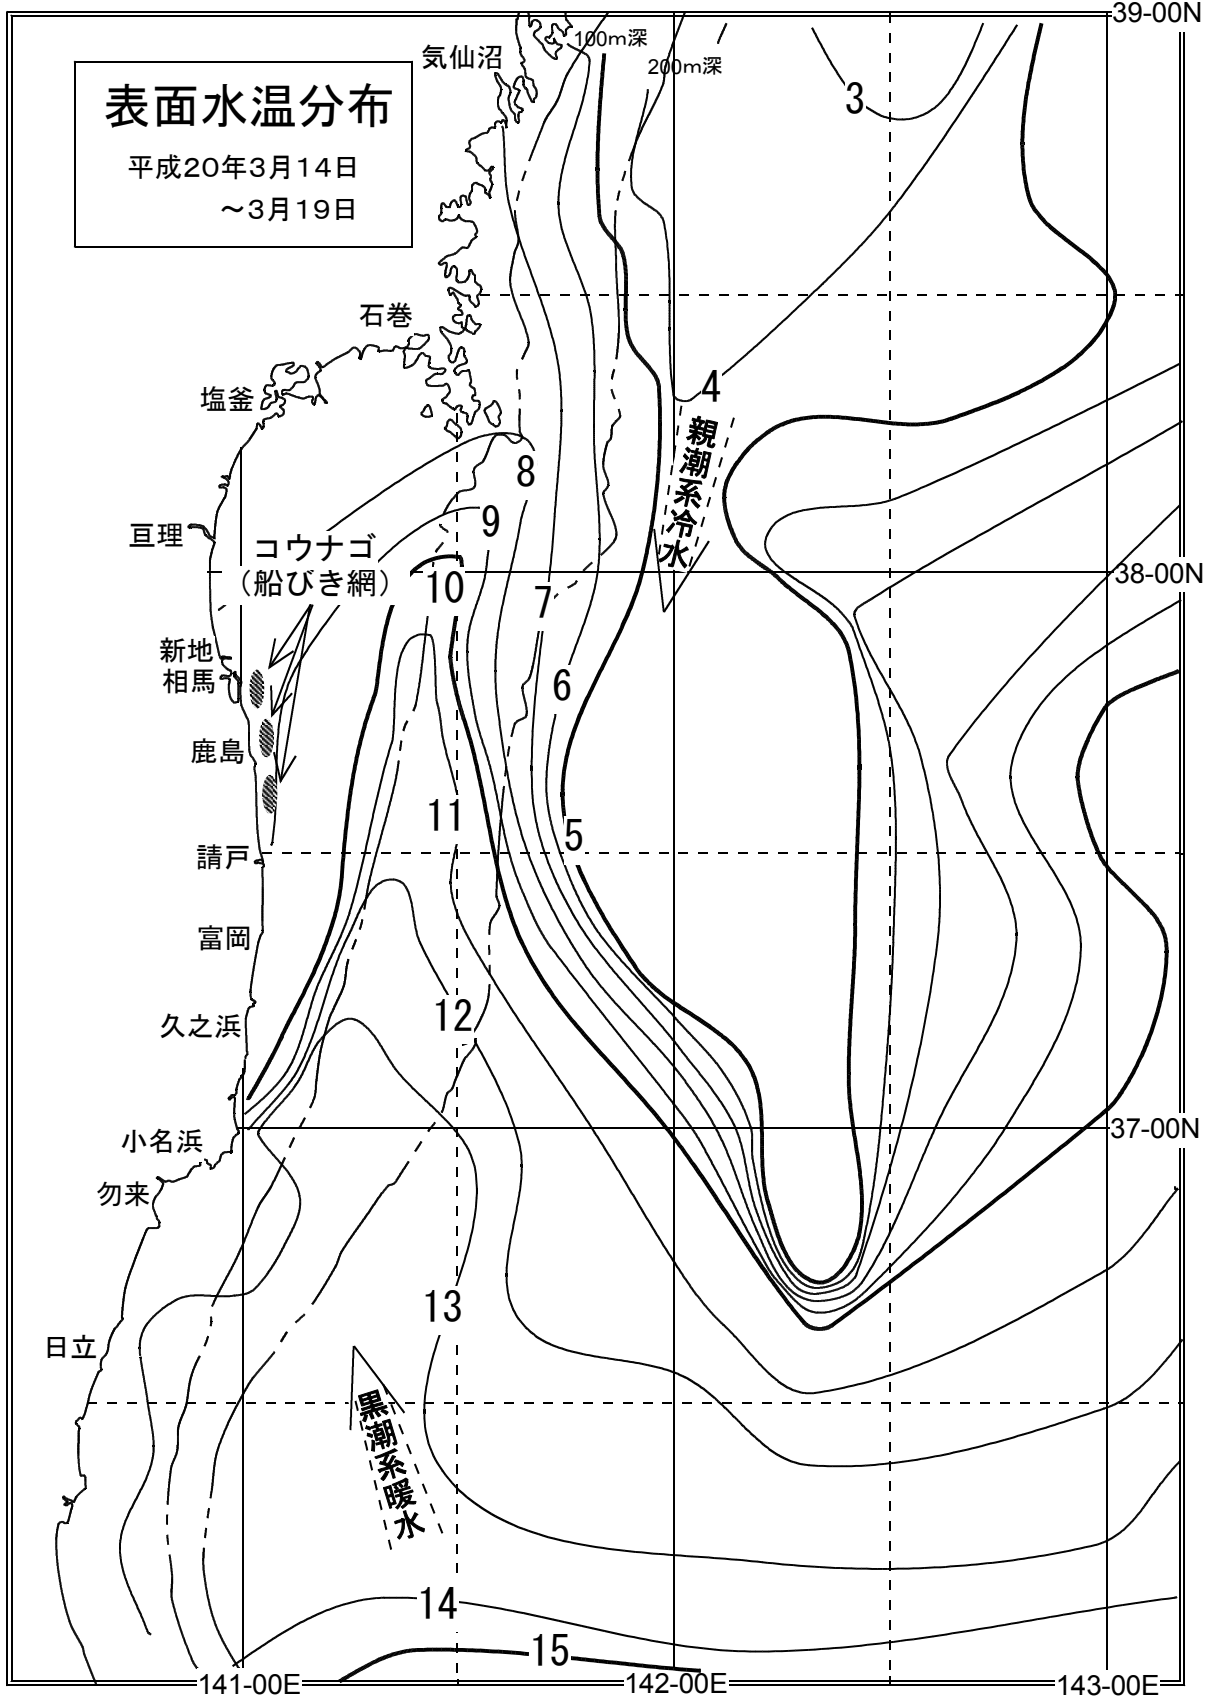 表面水温分布
平成20年3月14日
～3月19日
39-00N
100m深
200m深
気仙沼
3
石巻
塩釜
4
親潮系冷水
8
9
亘理
コウナゴ
（船びき網）
10
7
38-00N
新地
相馬
6
鹿島
11
5
請戸
富岡
12
久之浜
小名浜
37-00N
勿来
13
日立
黒潮系暖水
14
15
141-00E
142-00E
143-00E